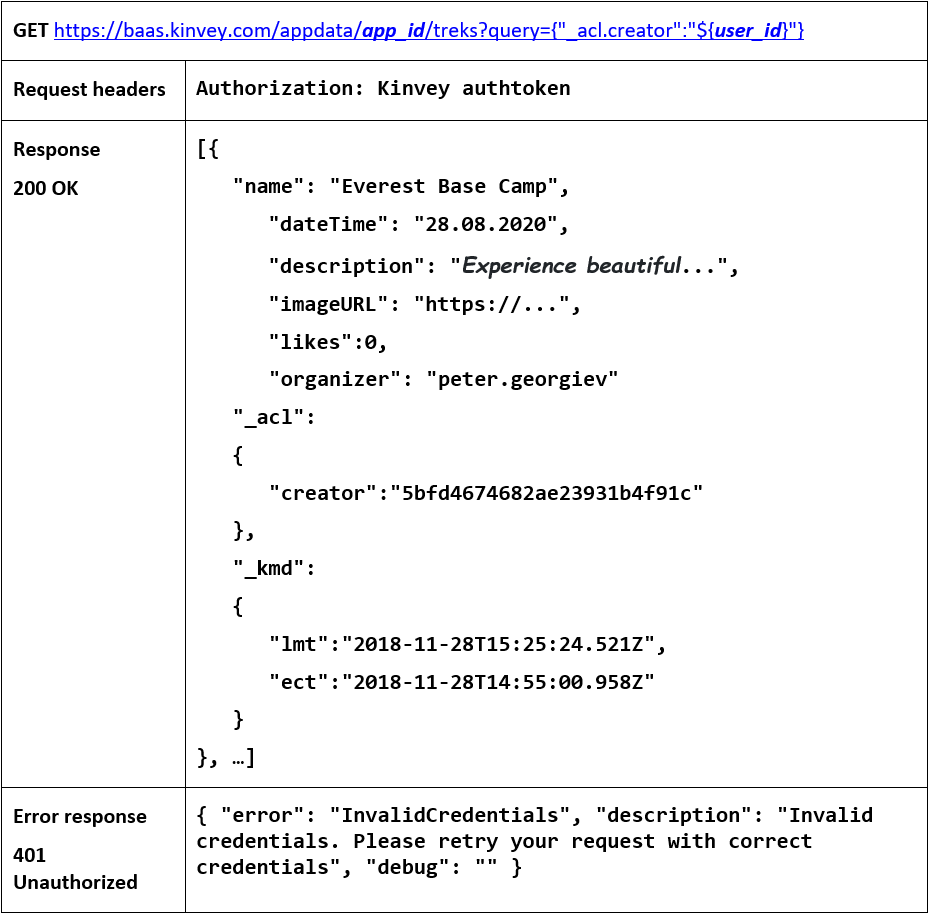 GET https://baas.kinvey.com/appdata/app_id/treks?query={"_acl.creator":"${user_id}"}
Request headers
Authorization: Kinvey authtoken
Response
200 OK
[{
"name": "Everest Base Camp",
"dateTime": "28.08.2020",
"description": "Experience beautiful...",
"imageURL": "https://...",
"likes":0,
"organizer": "peter.georgiev"
"_acl":
{
"creator":"5bfd4674682ae23931b4f91c"
},
"_kmd":
{
"lmt":"2018-11-28T15:25:24.521Z",
"ect":"2018-11-28T14:55:00.958Z"
}
}, …]
Error response
401
Unauthorized
{ "error": "InvalidCredentials", "description": "Invalid
credentials. Please retry your request with correct
credentials", "debug": "" }